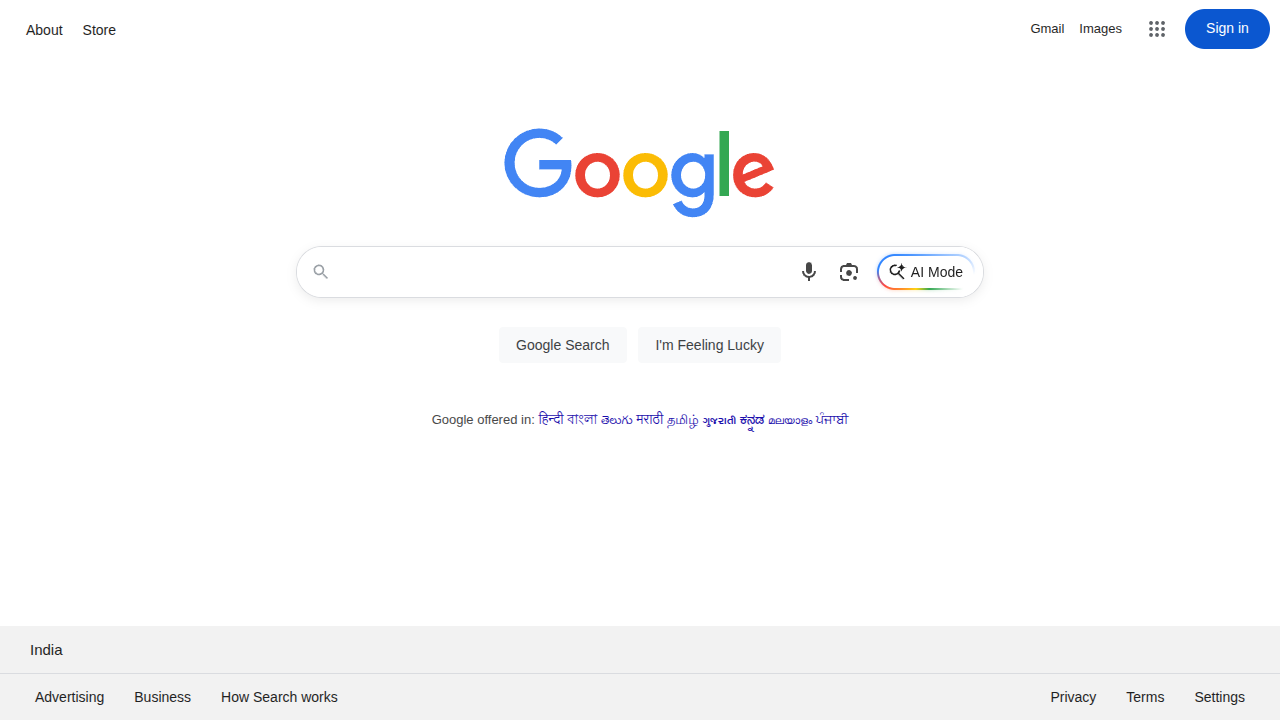 About Store
Gmail Images Sign in
Google
AI Mode
Google Search I'm Feeling Lucky
Google offered in: हिन्दी বাংলা తెలుగు मराठी தமிழ் ગુજરાતી ಕನ್ನಡ മലയാളം ਪੰਜਾਬੀ
India
Advertising Business How Search works
Privacy Terms Settings